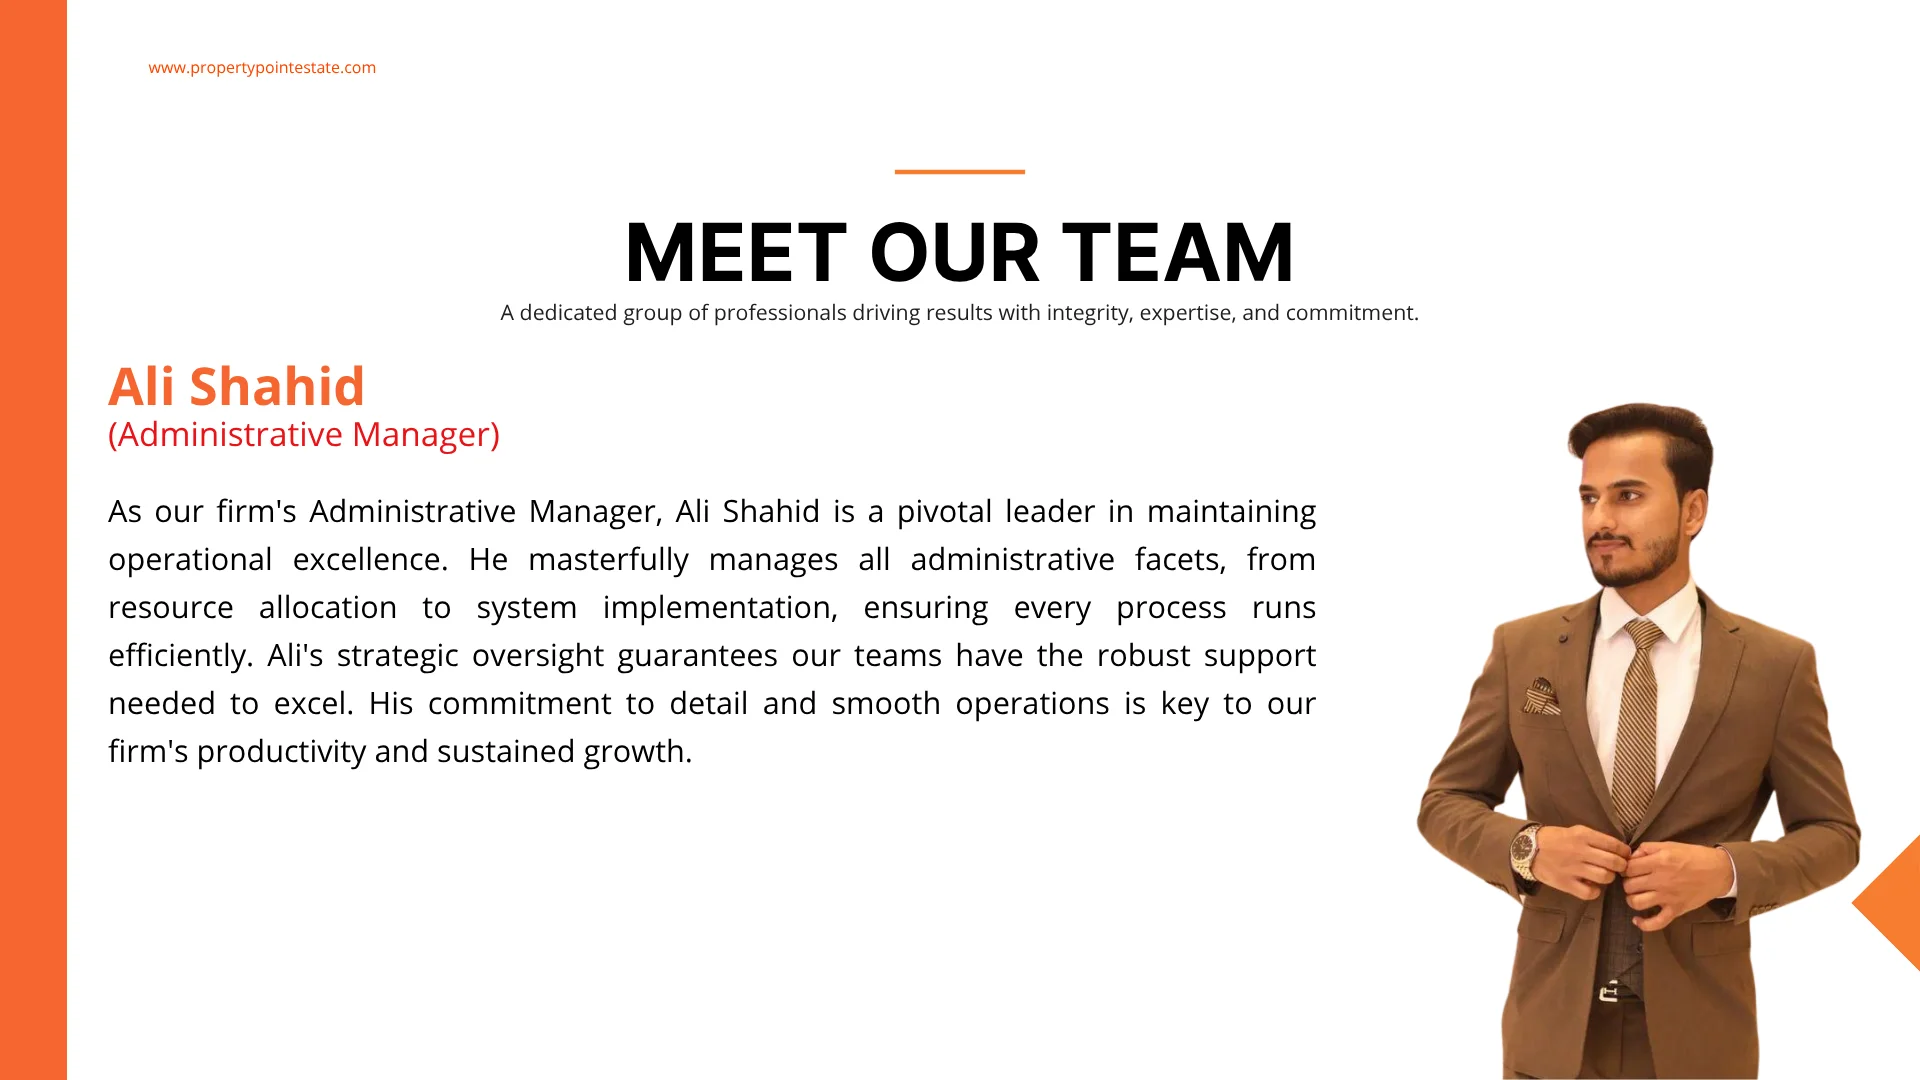 www.propertypointestate.com
MEET OUR TEAM
A dedicated group of professionals driving results with integrity, expertise, and commitment.
Ali Shahid
(Administrative Manager)
As our firm's Administrative Manager, Ali Shahid is a pivotal leader in maintaining
operational excellence. He masterfully manages all administrative facets, from
resource allocation to system implementation, ensuring every process runs
efficiently. Ali's strategic oversight guarantees our teams have the robust support
needed to excel. His commitment to detail and smooth operations is key to our
firm's productivity and sustained growth.